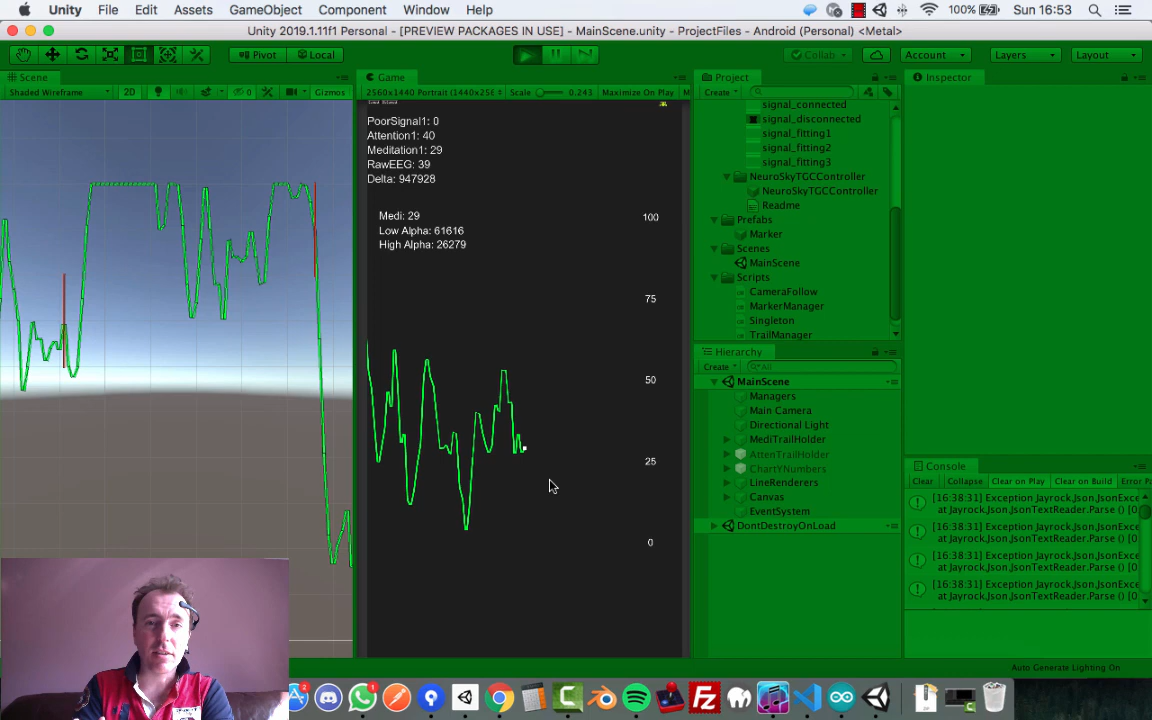 Unity File Edit Assets GameObject Component Window Help 100% Sun 16:53
Unity 2019.1.11f1 Personal - [PREVIEW PACKAGES IN USE] - MainScene.unity - ProjectFiles - Android (Personal) <Metal>
Pivot Local Collab Account Layers Layout
Scene
Shaded Wireframe 2D 0 Gizmos
Game
2560x1440 Portrait (1440x256 Scale 0.243 Maximize On Play M
PoorSignal1: 0
Attention1: 40
Meditation1: 29
RawEEG: 39
Delta: 947928
Medi: 29
Low Alpha: 61616
High Alpha: 26279
100
75
50
25
0
Project
Create
signal_connected
signal_disconnected
signal_fitting1
signal_fitting2
signal_fitting3
NeuroSkyTGCController
NeuroSkyTGCController
Readme
Prefabs
Marker
Scenes
MainScene
Scripts
CameraFollow
MarkerManager
Singleton
TrailManager
Hierarchy
Create All
MainScene
Managers
Main Camera
Directional Light
MediTrailHolder
AttenTrailHolder
ChartYNumbers
LineRenderers
Canvas
EventSystem
DontDestroyOnLoad
Inspector
Console
Clear Collapse Clear on Play Clear on Build Error P
[16:38:31] Exception Jayrock.Json.JsonExce
at Jayrock.Json.JsonTextReader.Parse () [0
[16:38:31] Exception Jayrock.Json.JsonExce
at Jayrock.Json.JsonTextReader.Parse () [0
[16:38:31] Exception Jayrock.Json.JsonExce
at Jayrock.Json.JsonTextReader.Parse () [0
[16:38:31] Exception Jayrock.Json.JsonExce
at Jayrock.Json.JsonTextReader.Parse () [0
Auto Generate Lighting On
2
1